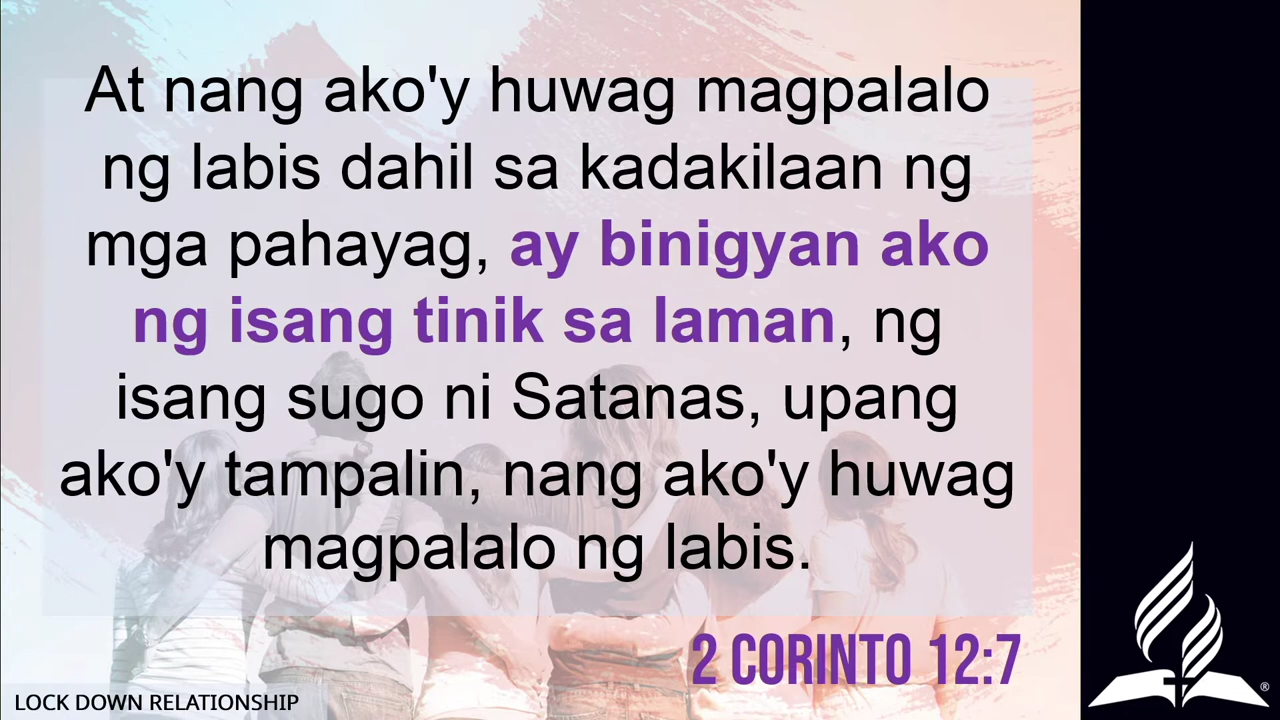 At nang ako'y huwag magpalalo
ng labis dahil sa kadakilaan ng
mga pahayag, ay binigyan ako
ng isang tinik sa laman, ng
isang sugo ni Satanas, upang
ako'y tampalin, nang ako'y huwag
magpalalo ng labis.
2 CORINTO 12:7
LOCK DOWN RELATIONSHIP
®